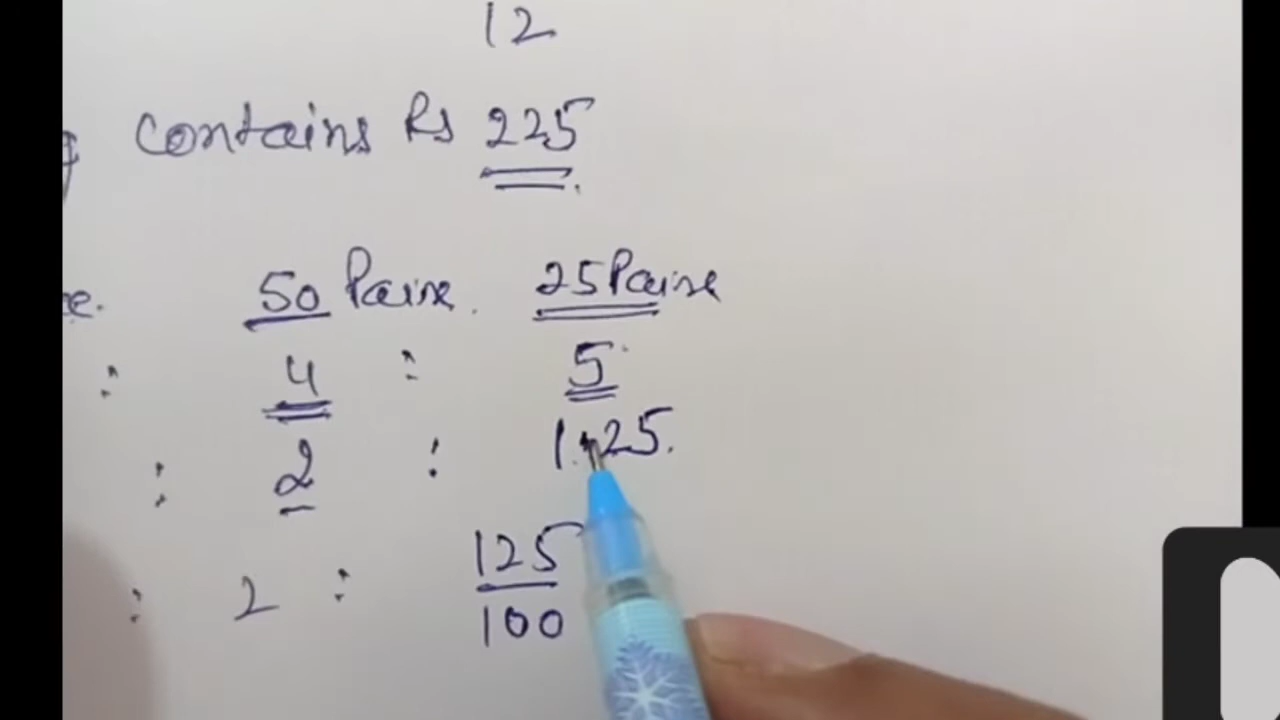 12
contains Rs 225.
50 Paise. 25 Paise
: 4 : 5
: 2 : 1.25.
: 2 : 125
100